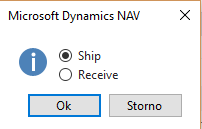 Microsoft Dynamics NAV
Ship
Receive
Ok Storno